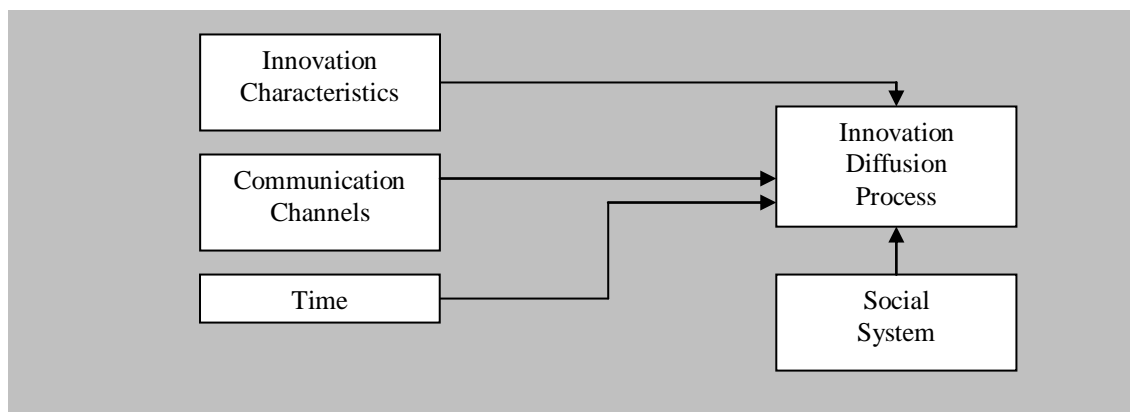 Innovation
Characteristics
Communication
Channels
Time
Innovation
Diffusion
Process
Social
System